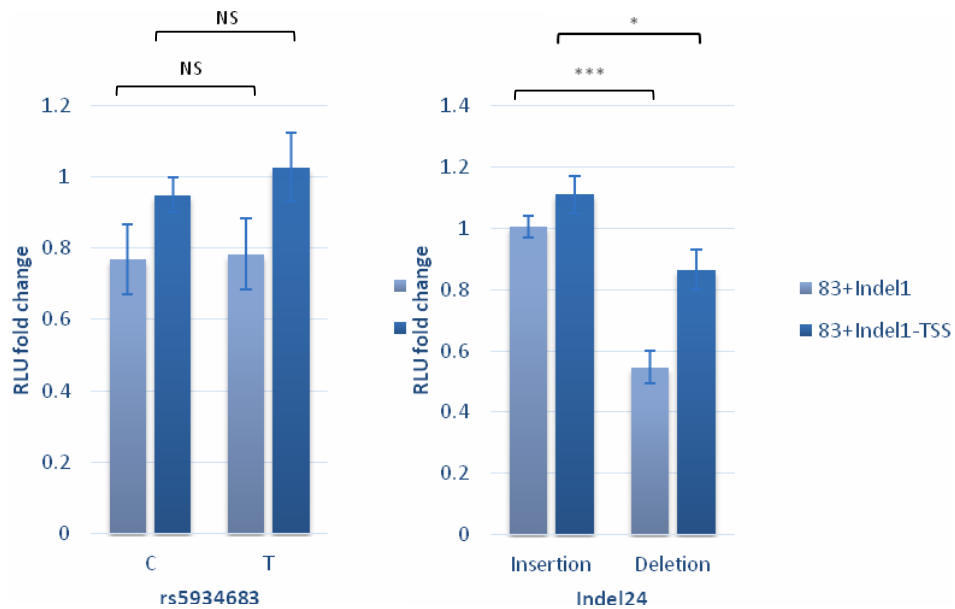 NS
NS
1.2
1
0.8
0.6
0.4
0.2
0
RLU fold change
C
T
rs5934683
*
***
1.4
1.2
1
0.8
0.6
0.4
0.2
0
RLU fold change
Insertion
Deletion
Indel24
83+Indel1
83+Indel1-TSS